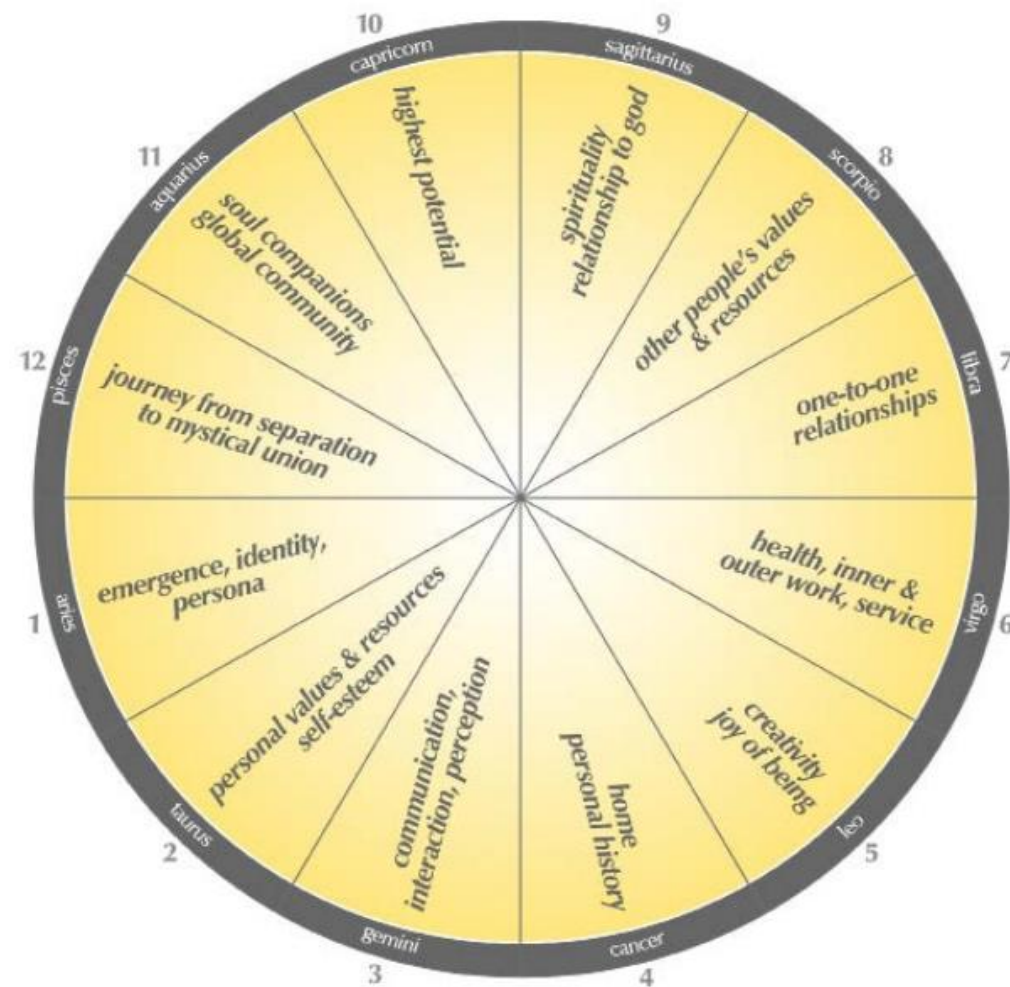 10
capricorn
highest potential
9
sagittarius
spirituality
relationship to god
8
scorpio
other people's values
& resources
7
libra
one-to-one
relationships
6
virgo
health, inner &
outer work, service
5
leo
creativity
joy of being
4
cancer
home
personal history
3
gemini
communication,
interaction, perception
2
taurus
personal values & resources
self-esteem
1
aries
emergence, identity,
persona
12
pisces
journey from separation
to mystical union
11
aquarius
soul companions
global community